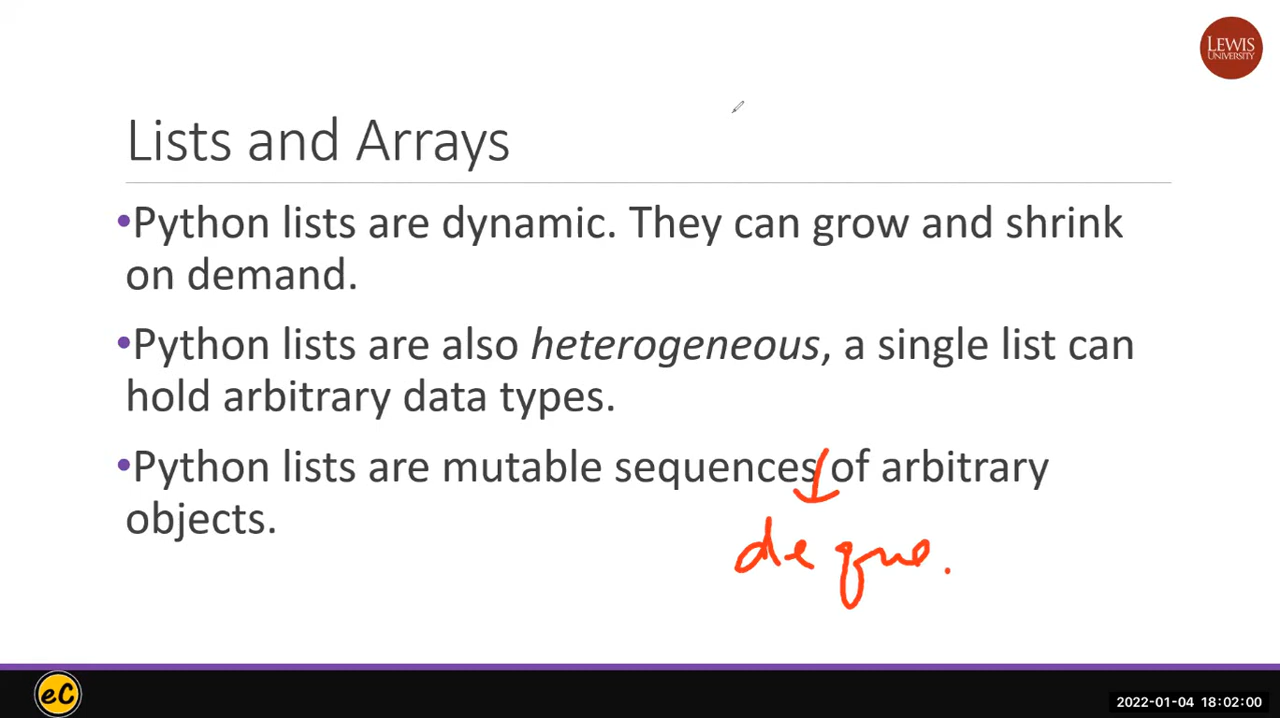 LEWIS
UNIVERSITY
Lists and Arrays
•Python lists are dynamic. They can grow and shrink
on demand.
•Python lists are also heterogeneous, a single list can
hold arbitrary data types.
•Python lists are mutable sequences of arbitrary
objects.
deque.
eC
2022-01-04 18:02:00